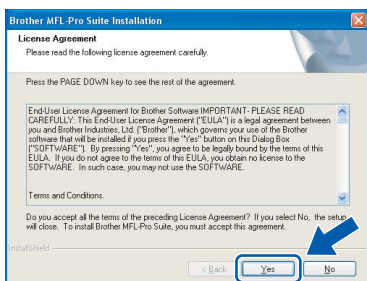 Brother MFL-Pro Suite Installation
License Agreement
Please read the following license agreement carefully.
Press the PAGE DOWN key to see the rest of the agreement.
End-User License Agreement for Brother Software IMPORTANT - PLEASE READ
CAREFULLY: This End-User License Agreement ("EULA") is a legal agreement between
you and Brother Industries, Ltd. ("Brother"), which governs your use of the Brother
software that will be installed if you press the "Yes" button on this Dialog Box
("SOFTWARE"). By pressing "Yes", you agree to be legally bound by the terms of this
EULA. If you do not agree to the terms of this EULA, you obtain no license to the
SOFTWARE. In such case, you may not use the SOFTWARE.
Terms and Conditions.
Do you accept all the terms of the preceding License Agreement? If you select No, the setup
will close. To install Brother MFL-Pro Suite, you must accept this agreement.
InstallShield
< Back
Yes
No